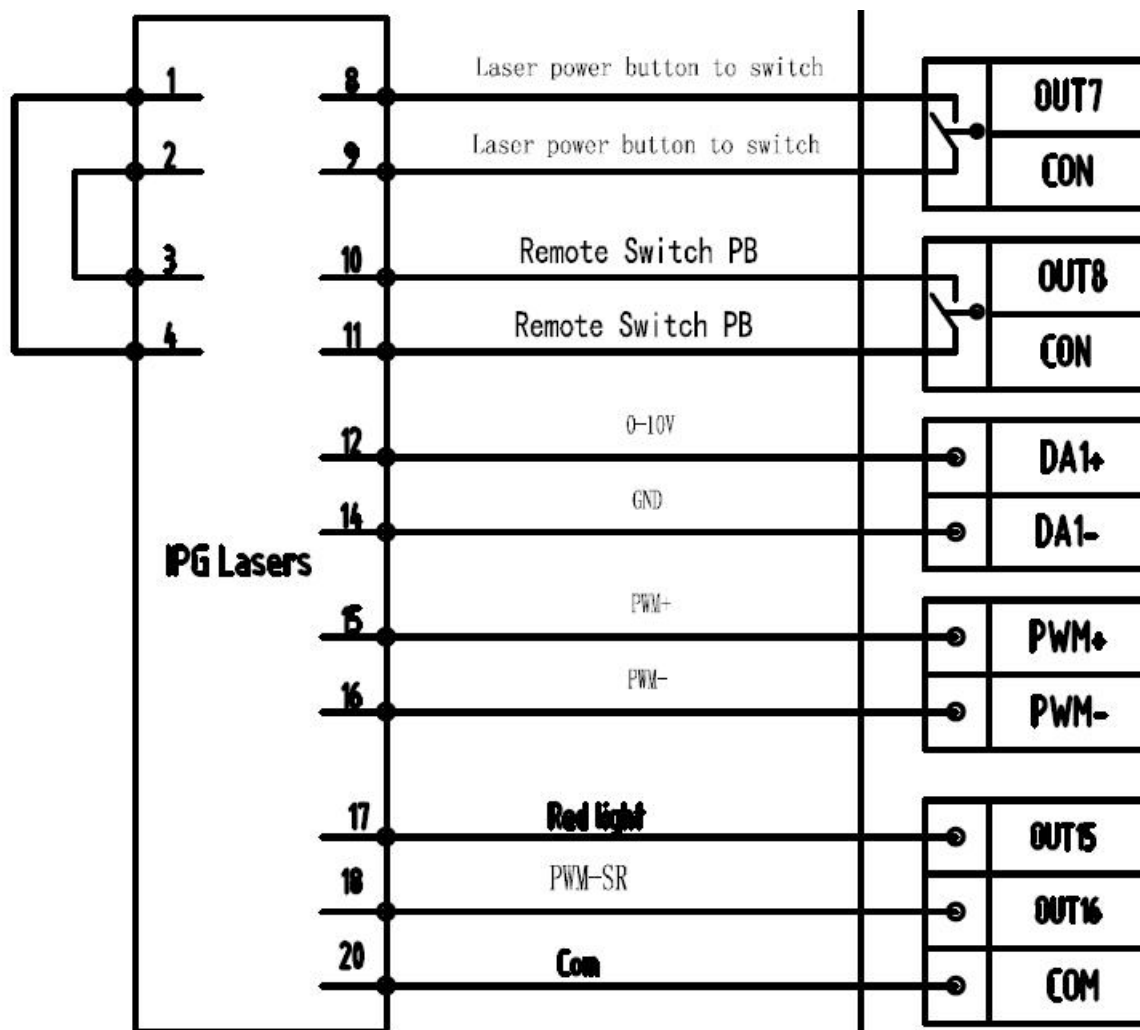 1 8 Laser power button to switch OUT7
2 9 Laser power button to switch CON
3 10 Remote Switch PB OUT8
4 11 Remote Switch PB CON
12 0-10V DA1+
14 GND DA1-
IPG Lasers
15 PWM+ PWM+
16 PWM- PWM-
17 Red light OUT15
18 PWM-SR OUT16
20 Com COM